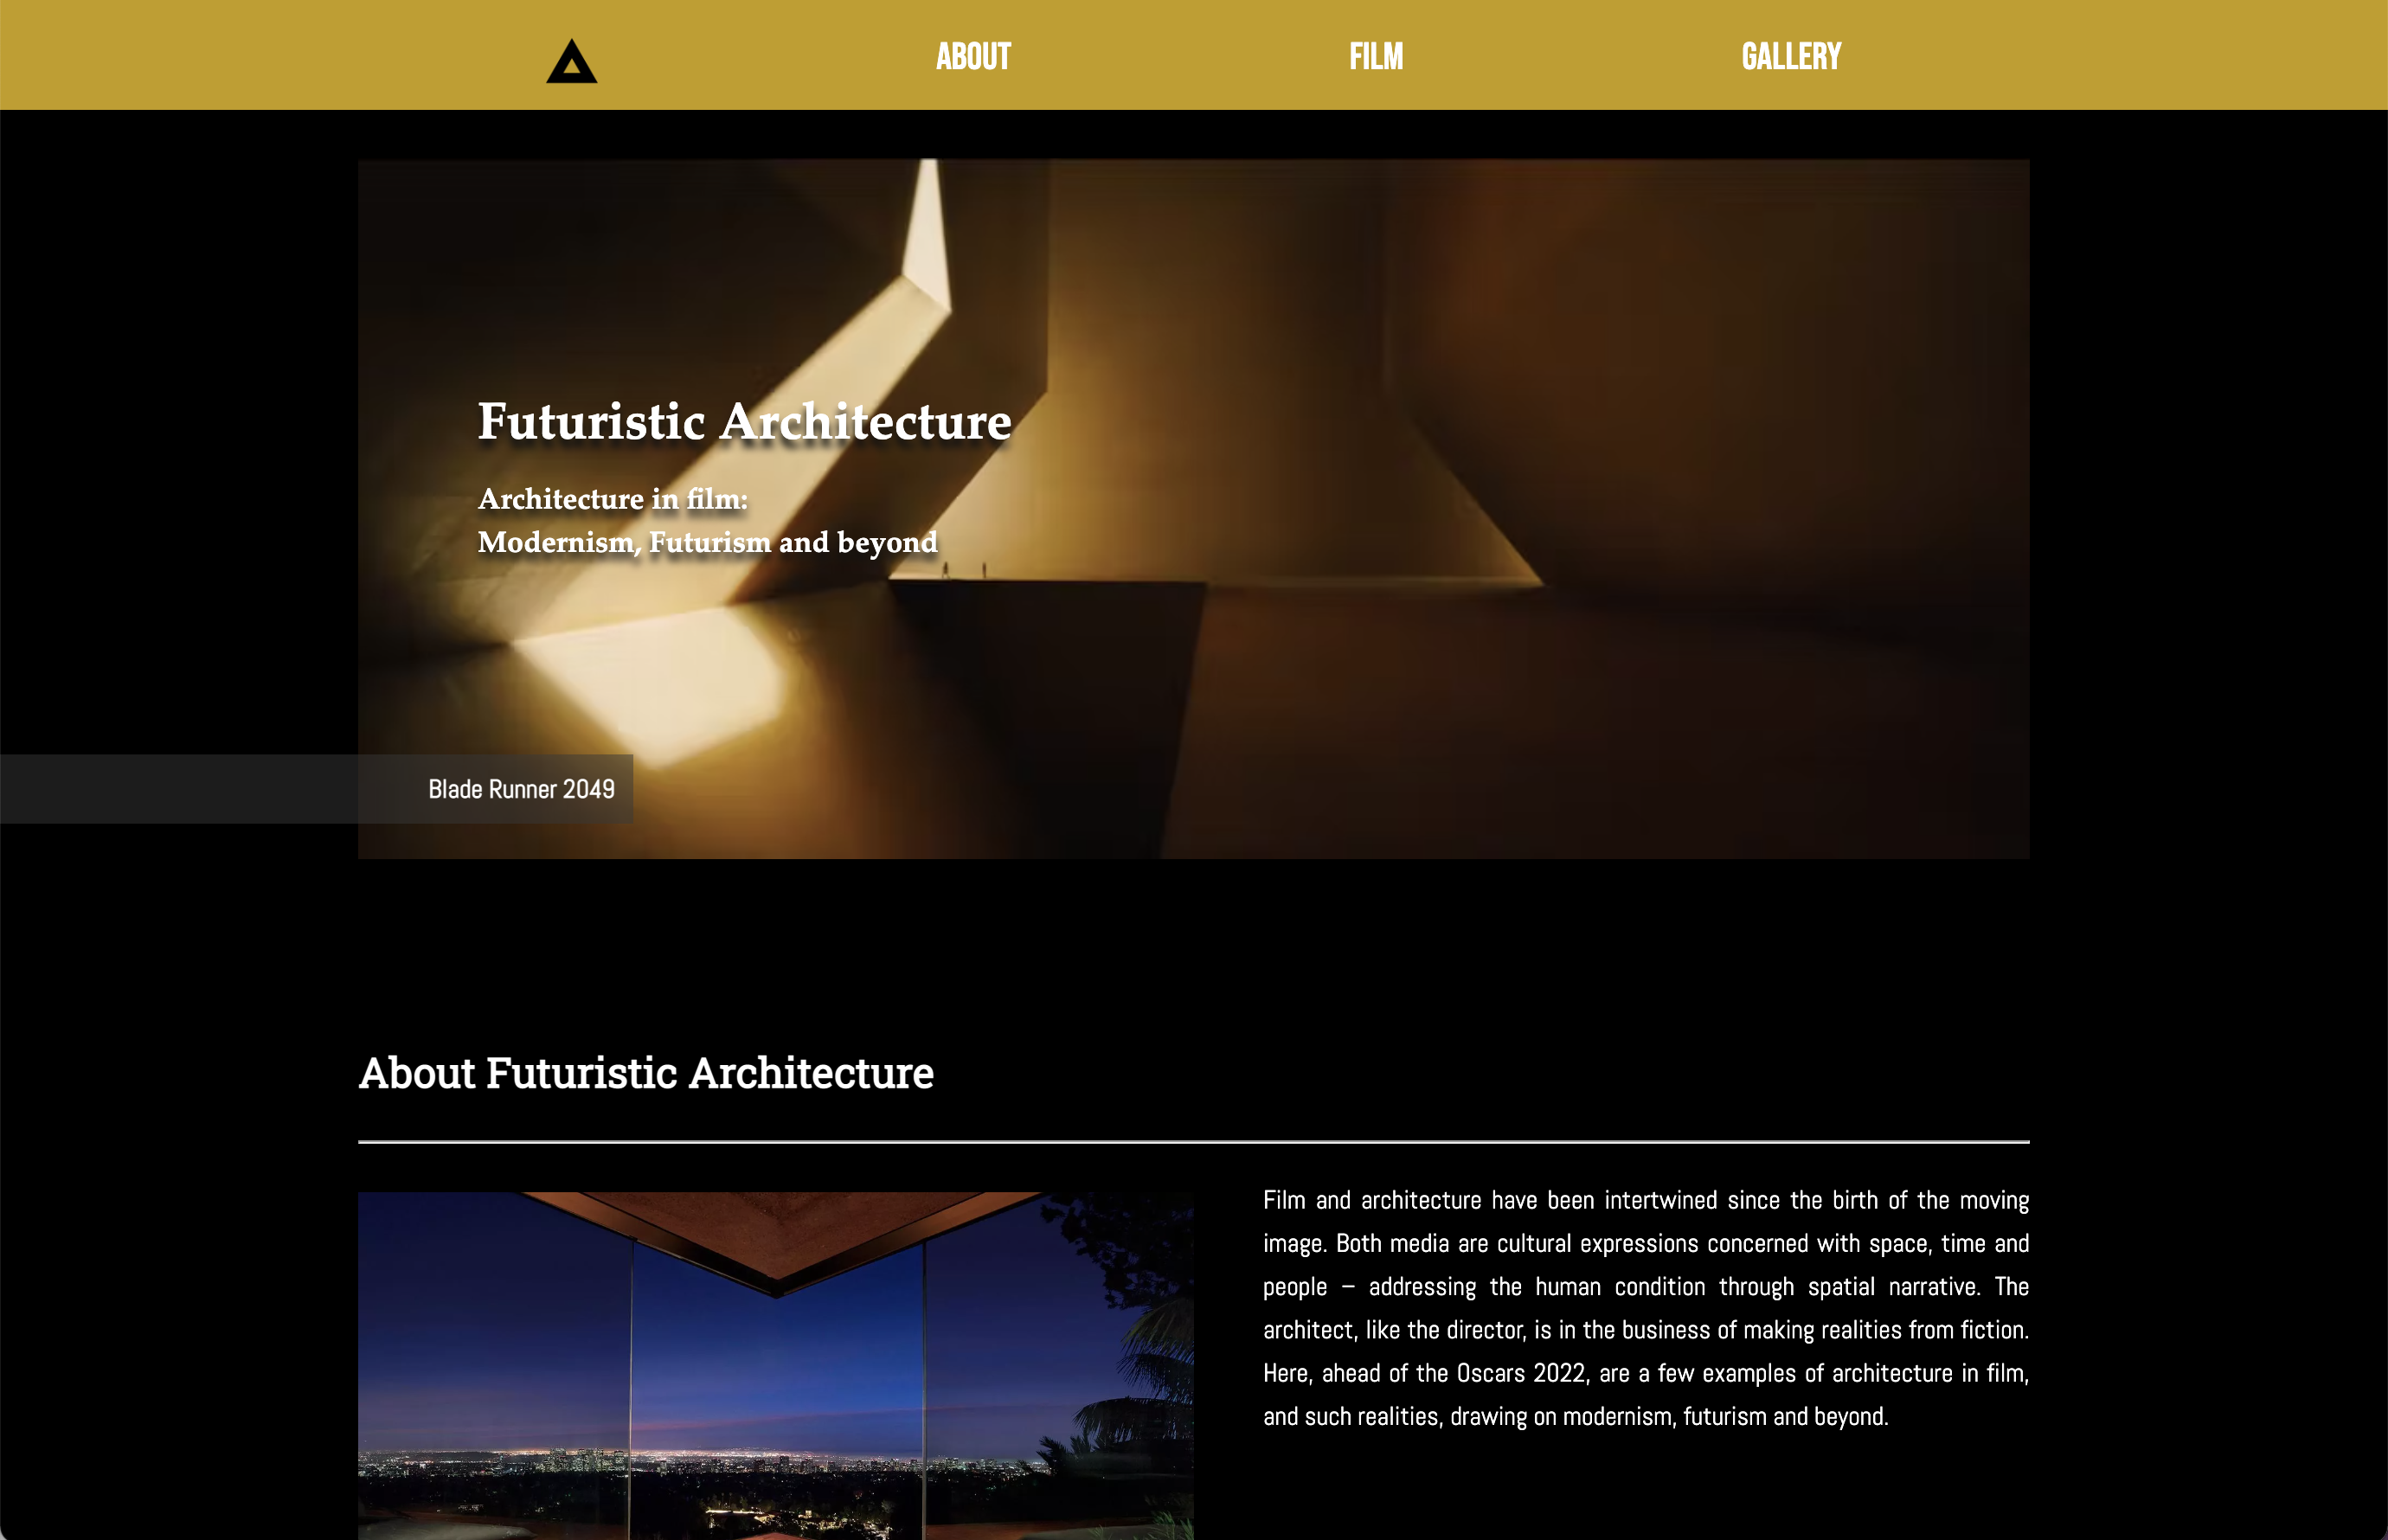 ABOUT
FILM
GALLERY
Futuristic Architecture
Architecture in film:
Modernism, Futurism and beyond
Blade Runner 2049
About Futuristic Architecture
Film and architecture have been intertwined since the birth of the moving
image. Both media are cultural expressions concerned with space, time and
people – addressing the human condition through spatial narrative. The
architect, like the director, is in the business of making realities from fiction.
Here, ahead of the Oscars 2022, are a few examples of architecture in film,
and such realities, drawing on modernism, futurism and beyond.